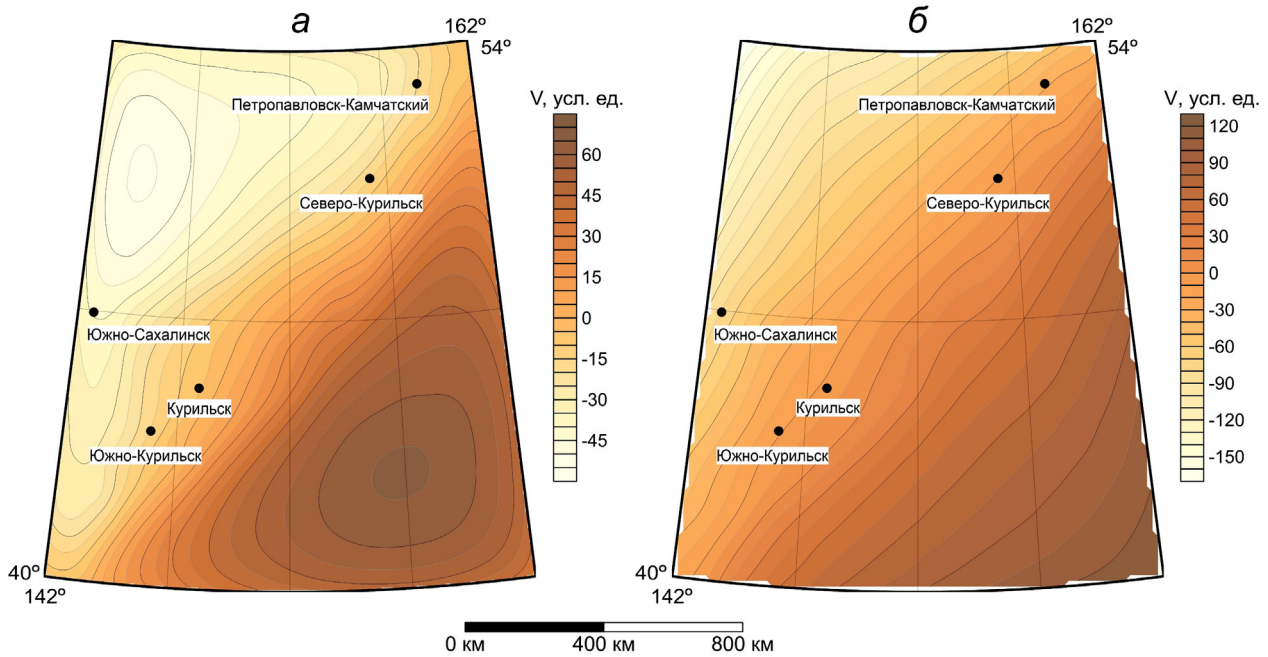 а
162º
54º
Петропавловск-Камчатский
Северо-Курильск
Южно-Сахалинск
Курильск
Южно-Курильск
40º
142º
V, усл. ед.
60
45
30
15
0
-15
-30
-45
б
162º
54º
Петропавловск-Камчатский
Северо-Курильск
Южно-Сахалинск
Курильск
Южно-Курильск
40º
142º
V, усл. ед.
120
90
60
30
0
-30
-60
-90
-120
-150
0 км 400 км 800 км